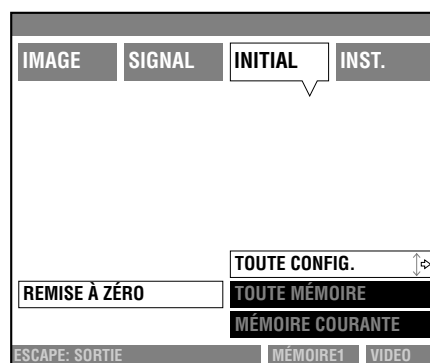 IMAGE SIGNAL INITIAL INST.
TOUTE CONFIG.
REMISE À ZÉRO TOUTE MÉMOIRE
MÉMOIRE COURANTE
ESCAPE: SORTIE MÉMOIRE1 VIDEO